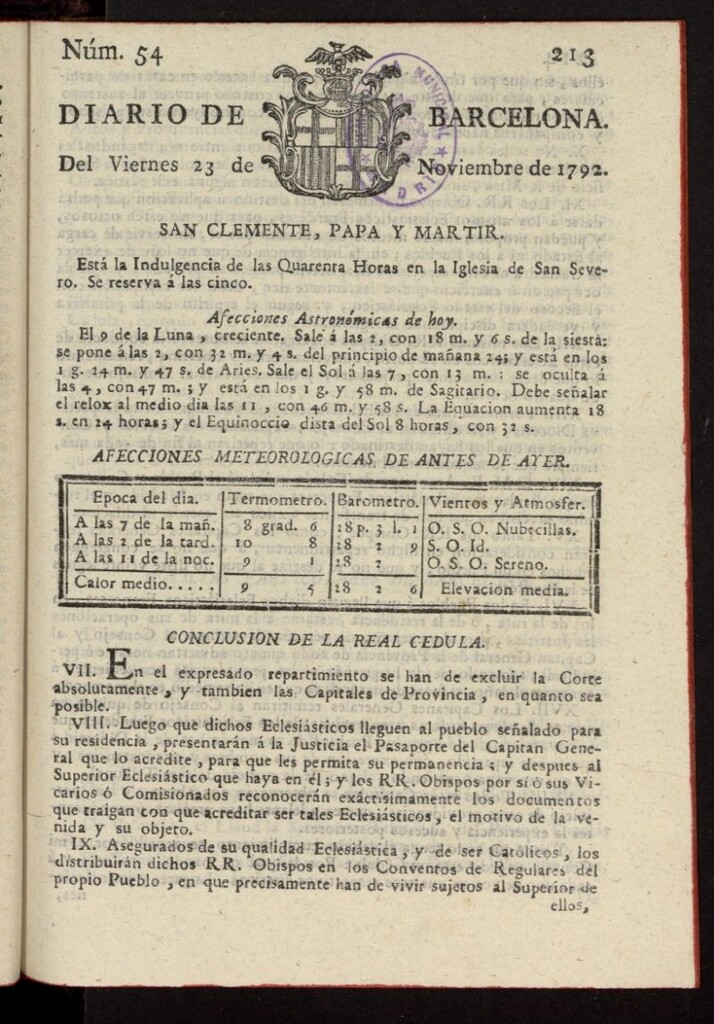 Núm. 54
213
DIARIO DE BARCELONA.
Del Viernes 23 de Noviembre de 1792.
SAN CLEMENTE, PAPA Y MARTIR.
Está la Indulgencia de las Quarenta Horas en la Iglesia de San Seve-
ro. Se reserva á las cinco.
Afecciones Astronómicas de hoy.
El 9 de la Luna, creciente. Sale á las 2, con 18 m. y 6 s. de la siesta:
se pone á las 2, con 32 m. y 4 s. del principio de mañana 24; y está en los
1 g. 24 m. y 47 s. de Aries. Sale el Sol á las 7, con 13 m. : se oculta á
las 4, con 47 m. ; y está en los 1 g. y 58 m. de Sagitario. Debe señalar
el relox al medio dia las 11, con 46 m. y 58 s. La Equacion aumenta 18
s. en 24 horas; y el Equinoccio dista del Sol 8 horas, con 32 s.
AFECCIONES METEOROLOGICAS DE ANTES DE AYER.
Epoca del dia. Termometro. Barometro. Vientos y Atmosfer.
A las 7 de la mañ. 8 grad. 6 28 p. 3 l. 1 O. S. O. Nubecillas.
A las 2 de la tard. 10 8 28 2 9 S. O. Id.
A las 11 de la noc. 9 1 28 2 O. S. O. Sereno.
Calor medio..... 9 5 28 2 6 Elevacion media.
CONCLUSION DE LA REAL CEDULA.
VII. En el expresado repartimiento se han de excluir la Corte
absolutamente, y tambien las Capitales de Provincia, en quanto sea
posible.
VIII. Luego que dichos Eclesiásticos lleguen al pueblo señalado para
su residencia, presentarán á la Justicia el Pasaporte del Capitan Gene-
ral que lo acredite, para que les permita su permanencia; y despues al
Superior Eclesiástico que haya en él; y los RR. Obispos por sí ó sus Vi-
carios ó Comisionados reconocerán exáctísimamente los documentos
que traigan con que acreditar ser tales Eclesiásticos, el motivo de la ve-
nida y su objeto.
IX. Asegurados de su qualidad Eclesiástica, y de ser Católicos, los
distribuirán dichos RR. Obispos en los Conventos de Regulares del
propio Pueblo, en que precisamente han de vivir sujetos al Superior de
ellos,
MUNICIPAL